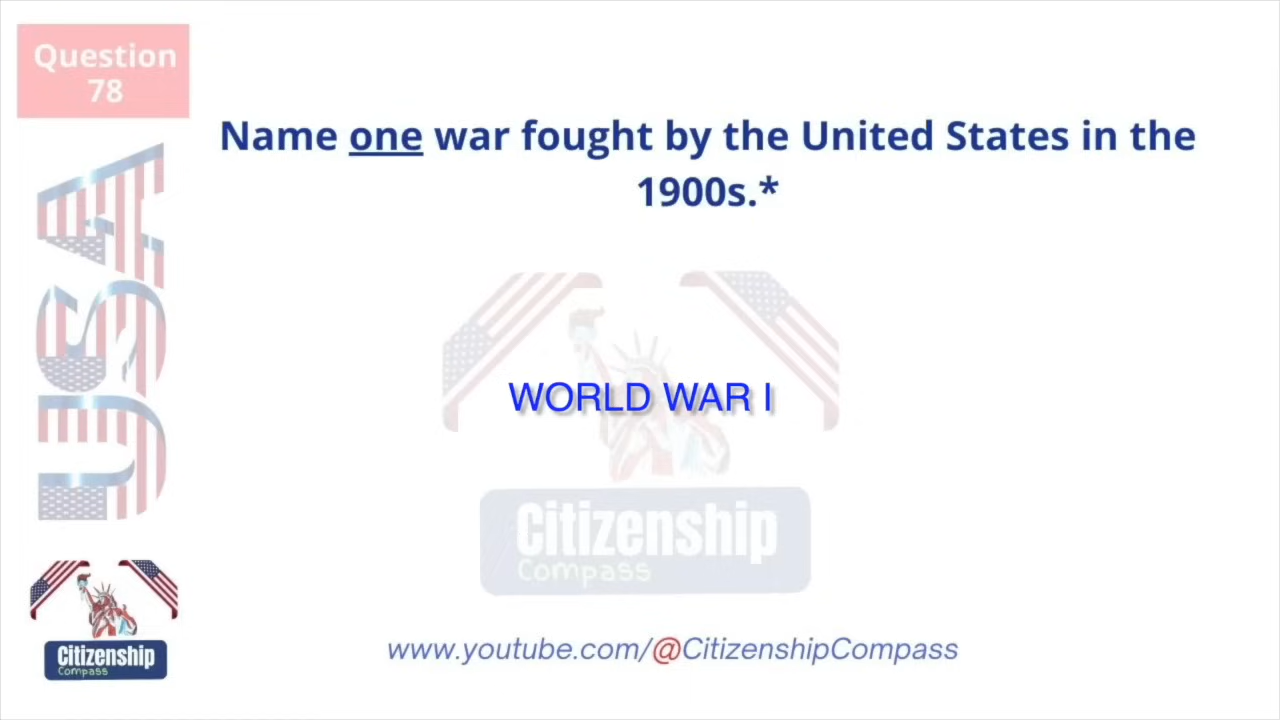 Question
78
Name one war fought by the United States in the
1900s.*
USA
WORLD WAR I
Citizenship
Compass
Citizenship
Compass
www.youtube.com/@CitizenshipCompass